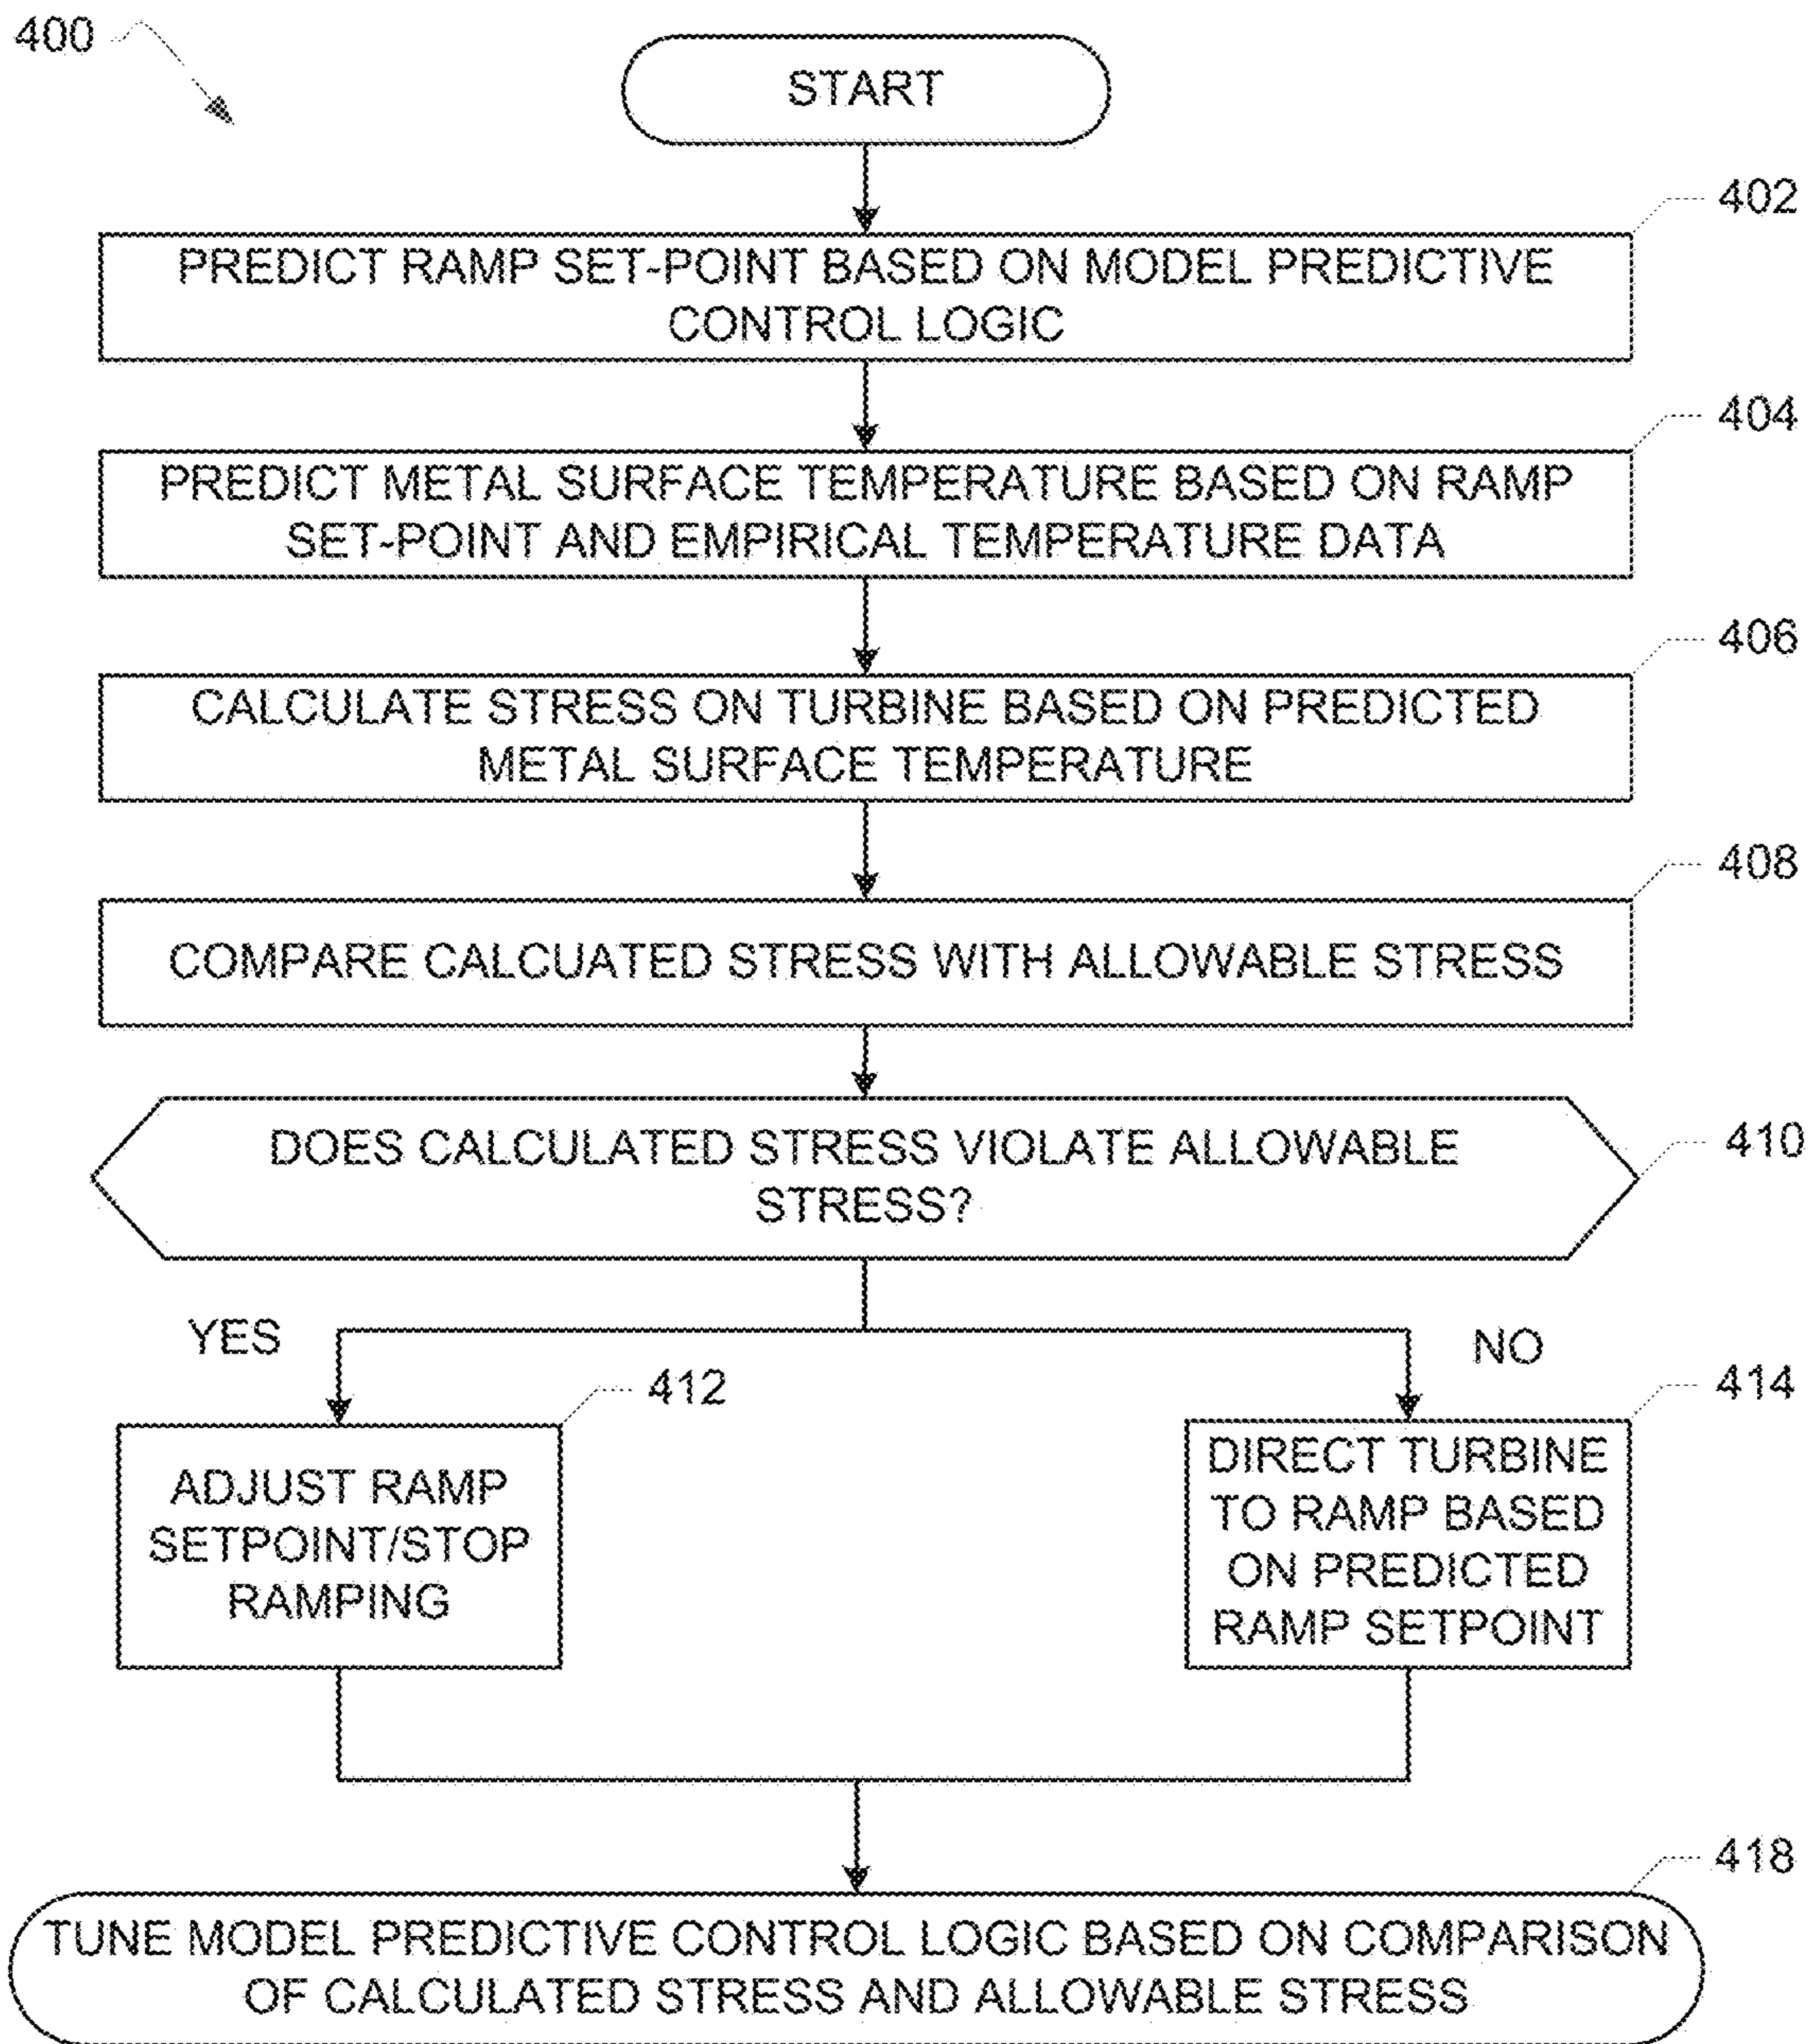 400
START
402
PREDICT RAMP SET-POINT BASED ON MODEL PREDICTIVE
CONTROL LOGIC
404
PREDICT METAL SURFACE TEMPERATURE BASED ON RAMP
SET-POINT AND EMPIRICAL TEMPERATURE DATA
406
CALCULATE STRESS ON TURBINE BASED ON PREDICTED
METAL SURFACE TEMPERATURE
408
COMPARE CALCUATED STRESS WITH ALLOWABLE STRESS
410
DOES CALCULATED STRESS VIOLATE ALLOWABLE
STRESS?
YES
NO
412
ADJUST RAMP
SETPOINT/STOP
RAMPING
414
DIRECT TURBINE
TO RAMP BASED
ON PREDICTED
RAMP SETPOINT
418
TUNE MODEL PREDICTIVE CONTROL LOGIC BASED ON COMPARISON
OF CALCULATED STRESS AND ALLOWABLE STRESS